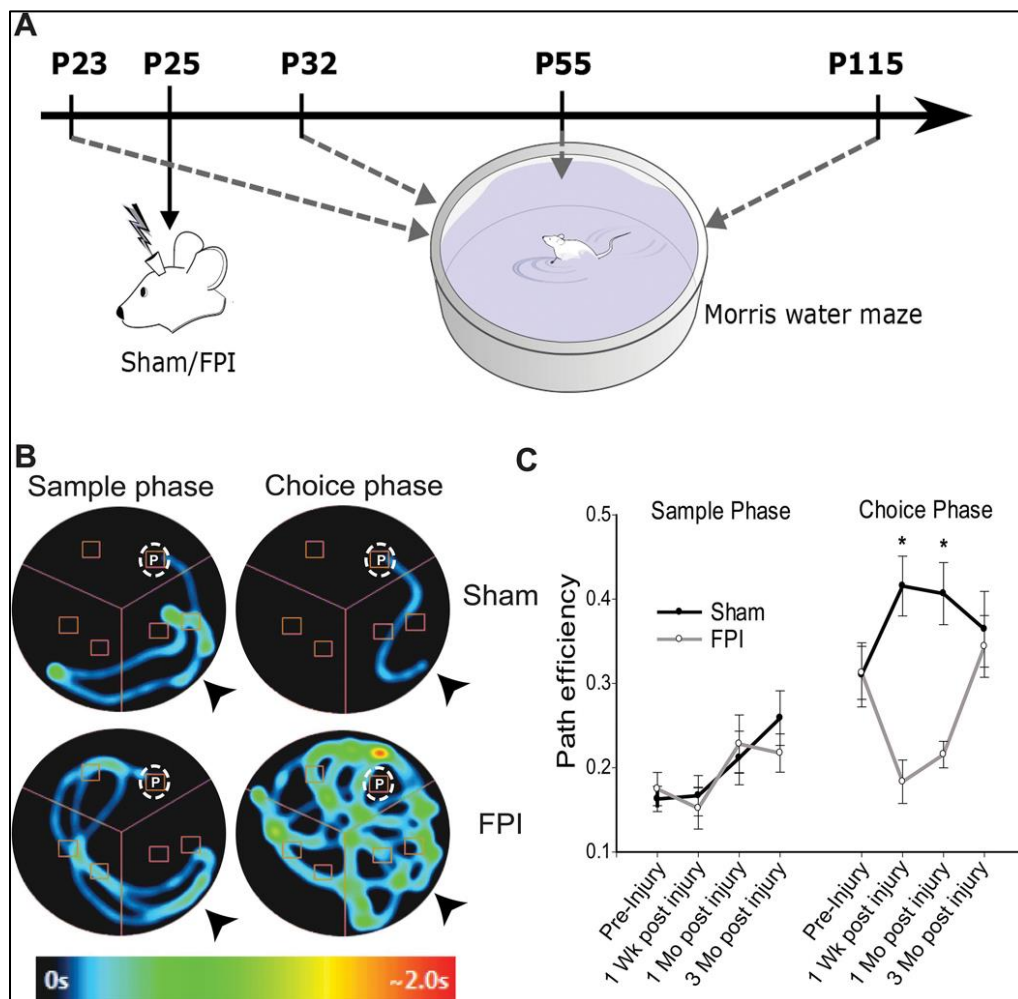 A
P23 P25 P32 P55 P115
Morris water maze
Sham/FPI
B
Sample phase Choice phase
P P
Sham
P P
FPI
0s ~2.0s
C
Sample Phase Choice Phase
Path efficiency
0.5
0.4
0.3
0.2
0.1
* *
Sham
FPI
Pre-Injury
1 Wk post injury
1 Mo post injury
3 Mo post injury
Pre-Injury
1 Wk post injury
1 Mo post injury
3 Mo post injury